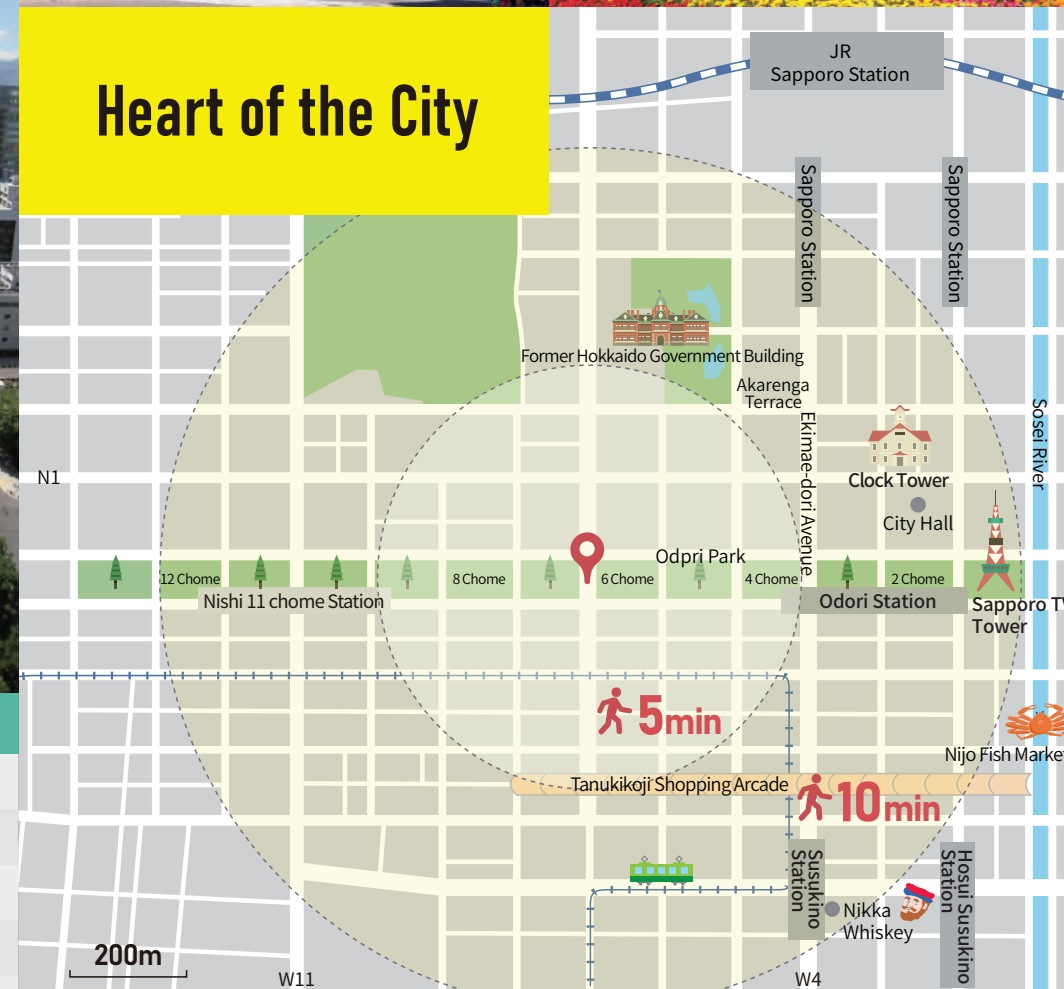 Heart of the City
JR
Sapporo Station
Sapporo Station
Sapporo Station
Former Hokkaido Government Building
Akarenga
Terrace
Ekimae-dori Avenue
Sosei River
Clock Tower
City Hall
N1
Odpri Park
12 Chome
8 Chome
6 Chome
4 Chome
2 Chome
Nishi 11 chome Station
Odori Station
Sapporo TV
Tower
5min
Nijo Fish Market
Tanukikoji Shopping Arcade
10min
Susukino
Station
Hosui Susukino
Station
Nikka
Whiskey
200m
W11
W4